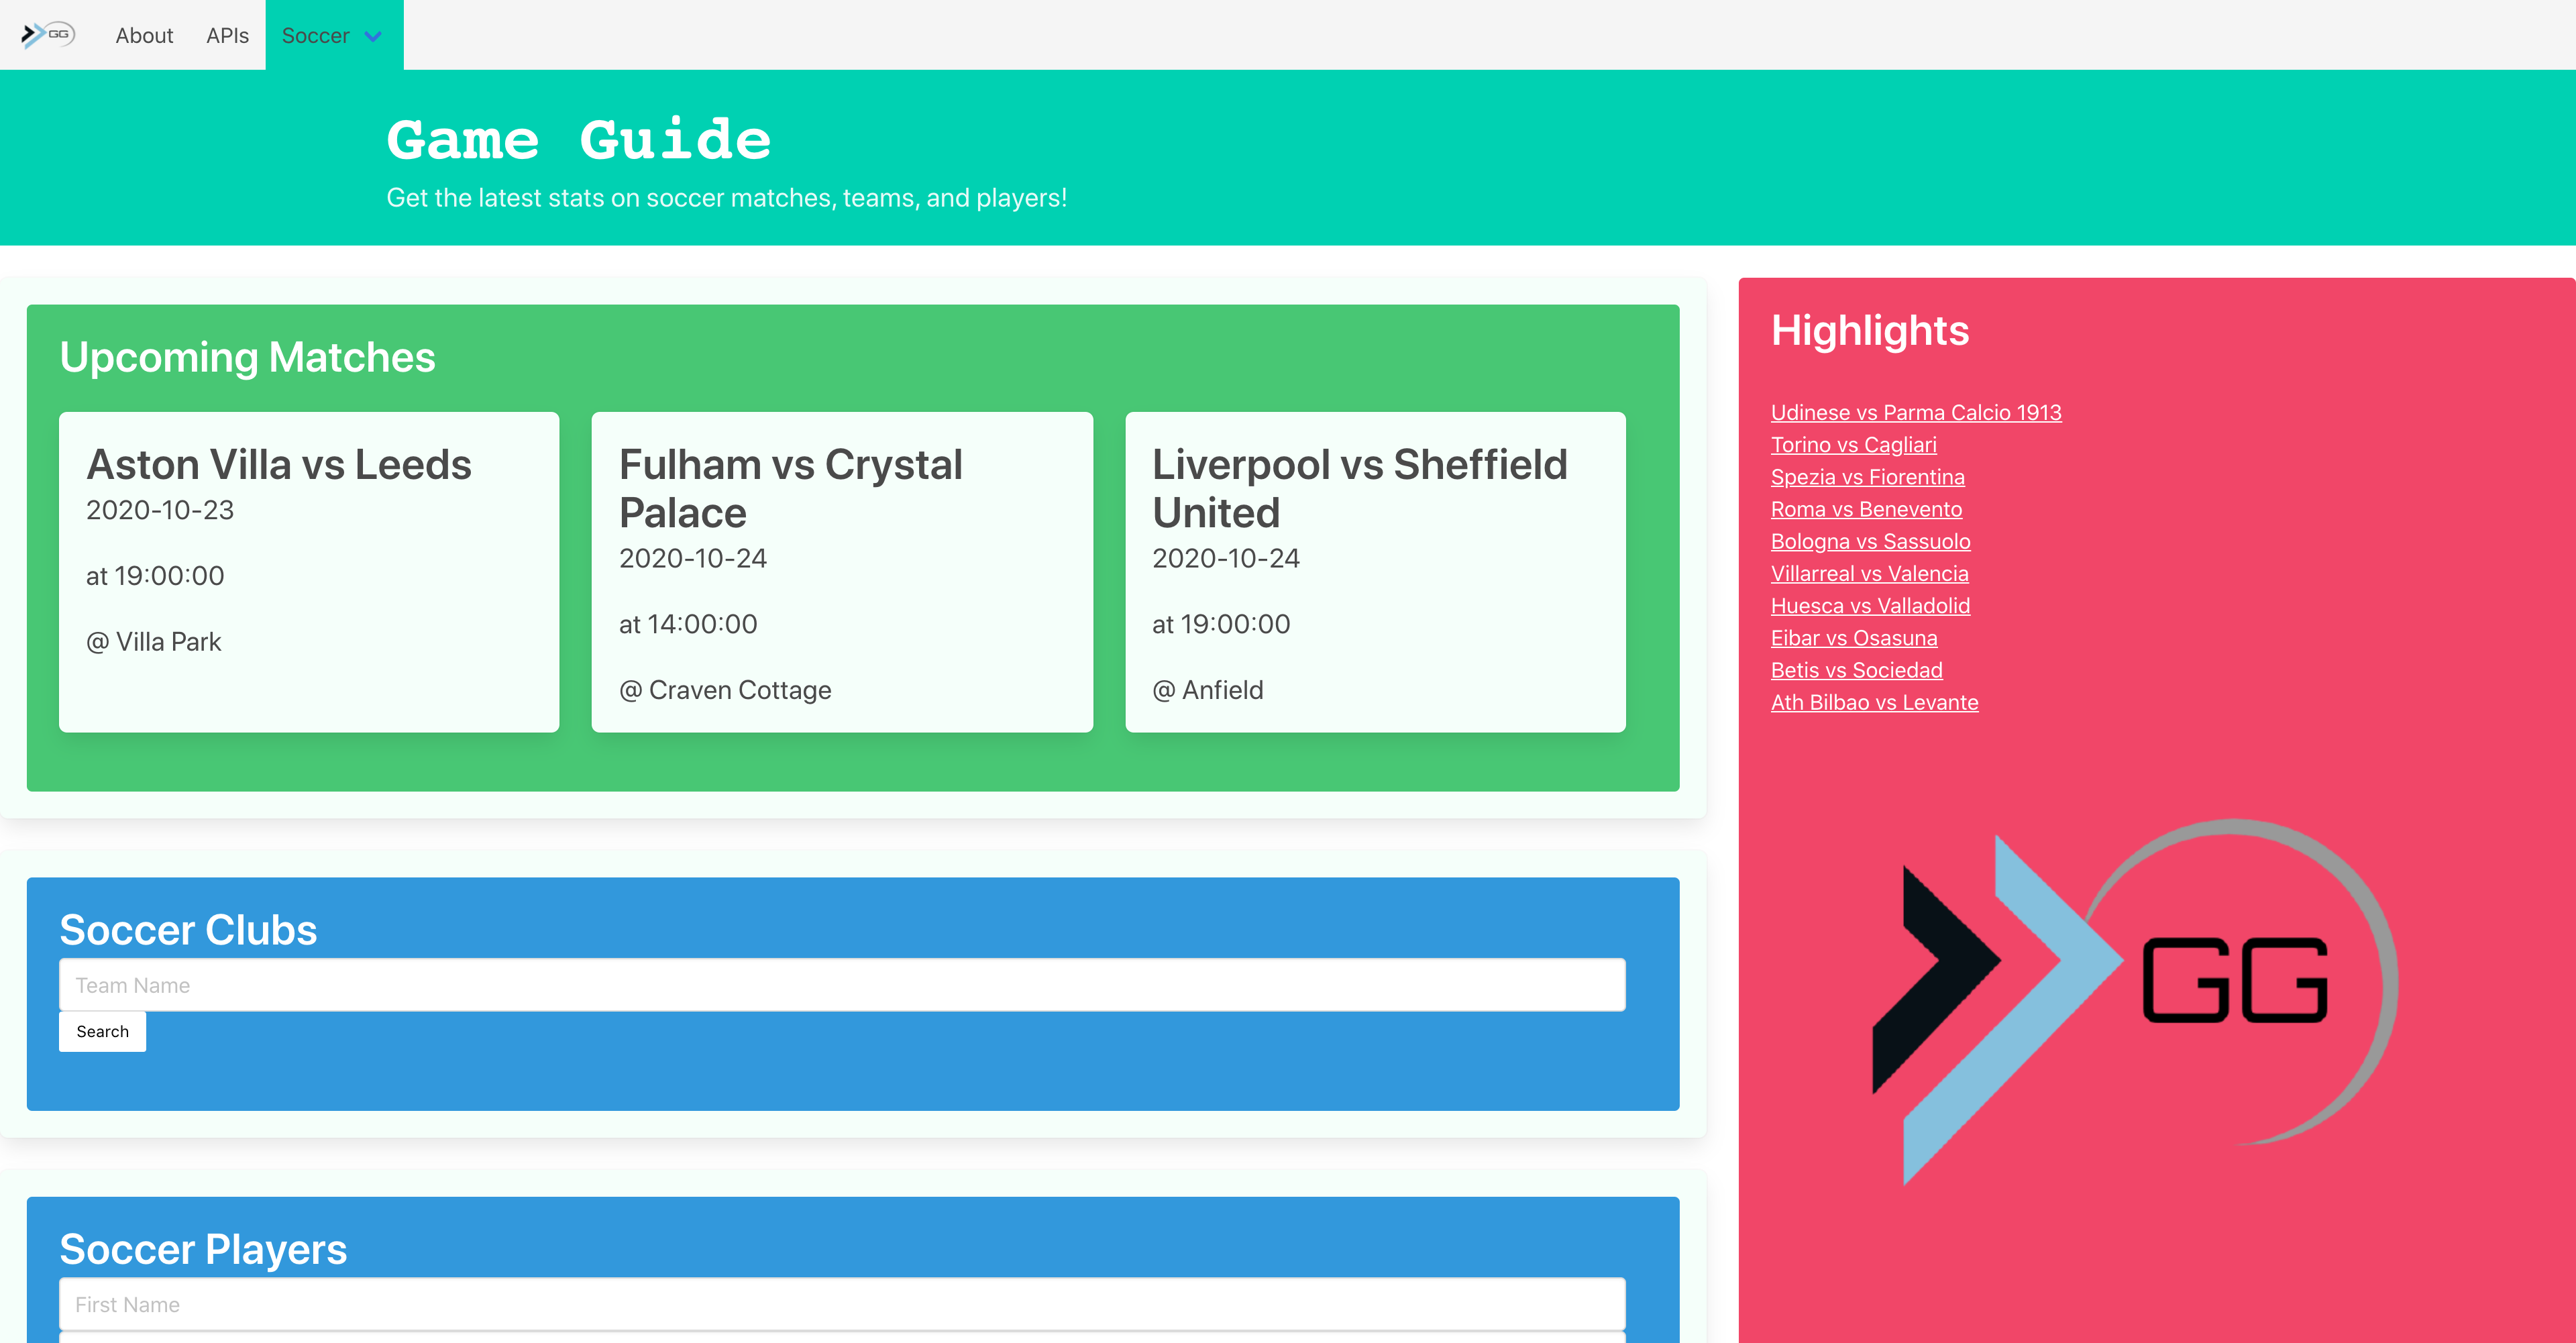 GG
About
APIs
Soccer
Game Guide
Get the latest stats on soccer matches, teams, and players!
Upcoming Matches
Aston Villa vs Leeds
2020-10-23
at 19:00:00
@ Villa Park
Fulham vs Crystal
Palace
2020-10-24
at 14:00:00
@ Craven Cottage
Liverpool vs Sheffield
United
2020-10-24
at 19:00:00
@ Anfield
Soccer Clubs
Team Name
Search
Soccer Players
First Name
Highlights
Udinese vs Parma Calcio 1913
Torino vs Cagliari
Spezia vs Fiorentina
Roma vs Benevento
Bologna vs Sassuolo
Villarreal vs Valencia
Huesca vs Valladolid
Eibar vs Osasuna
Betis vs Sociedad
Ath Bilbao vs Levante
GG